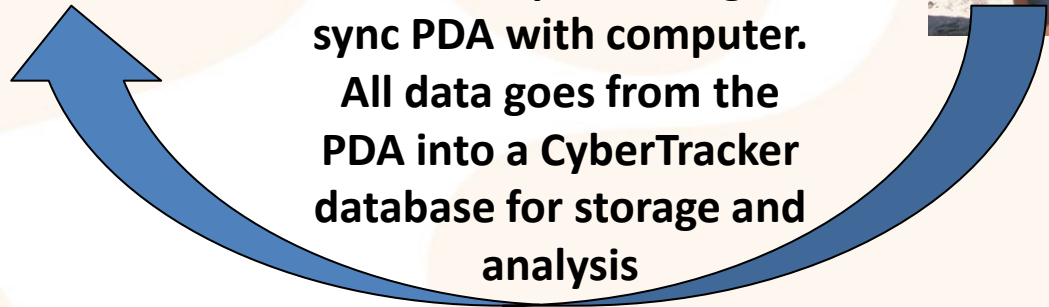 sync PDA with computer.
All data goes from the
PDA into a CyberTracker
database for storage and
analysis